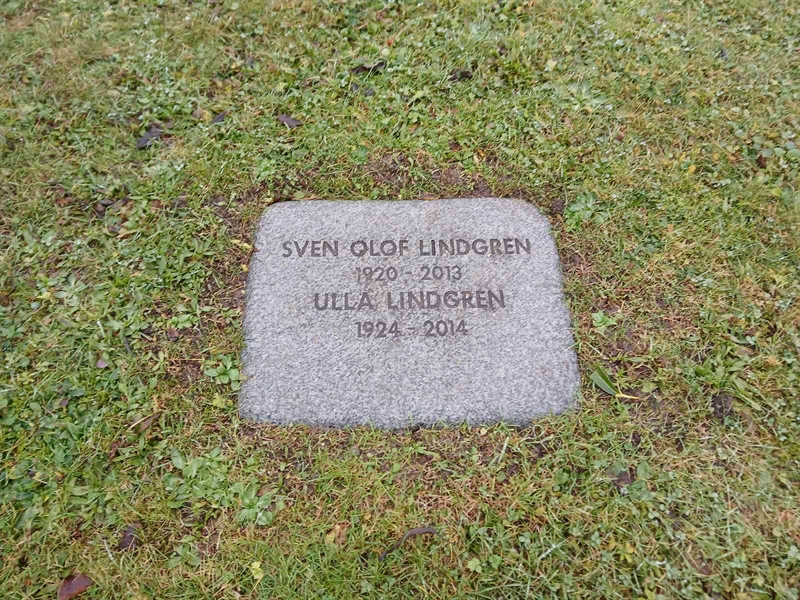 SVEN OLOF LINDGREN
1920 - 2013
ULLA LINDGREN
1924 - 2014